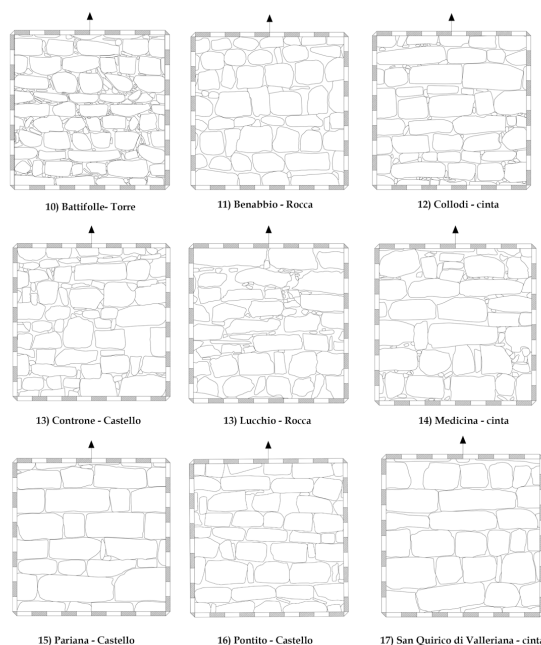 10) Battifolle- Torre
11) Benabbio - Rocca
12) Collodi - cinta
13) Controne - Castello
13) Lucchio - Rocca
14) Medicina - cinta
15) Pariana - Castello
16) Pontito - Castello
17) San Quirico di Valleriana - cinta